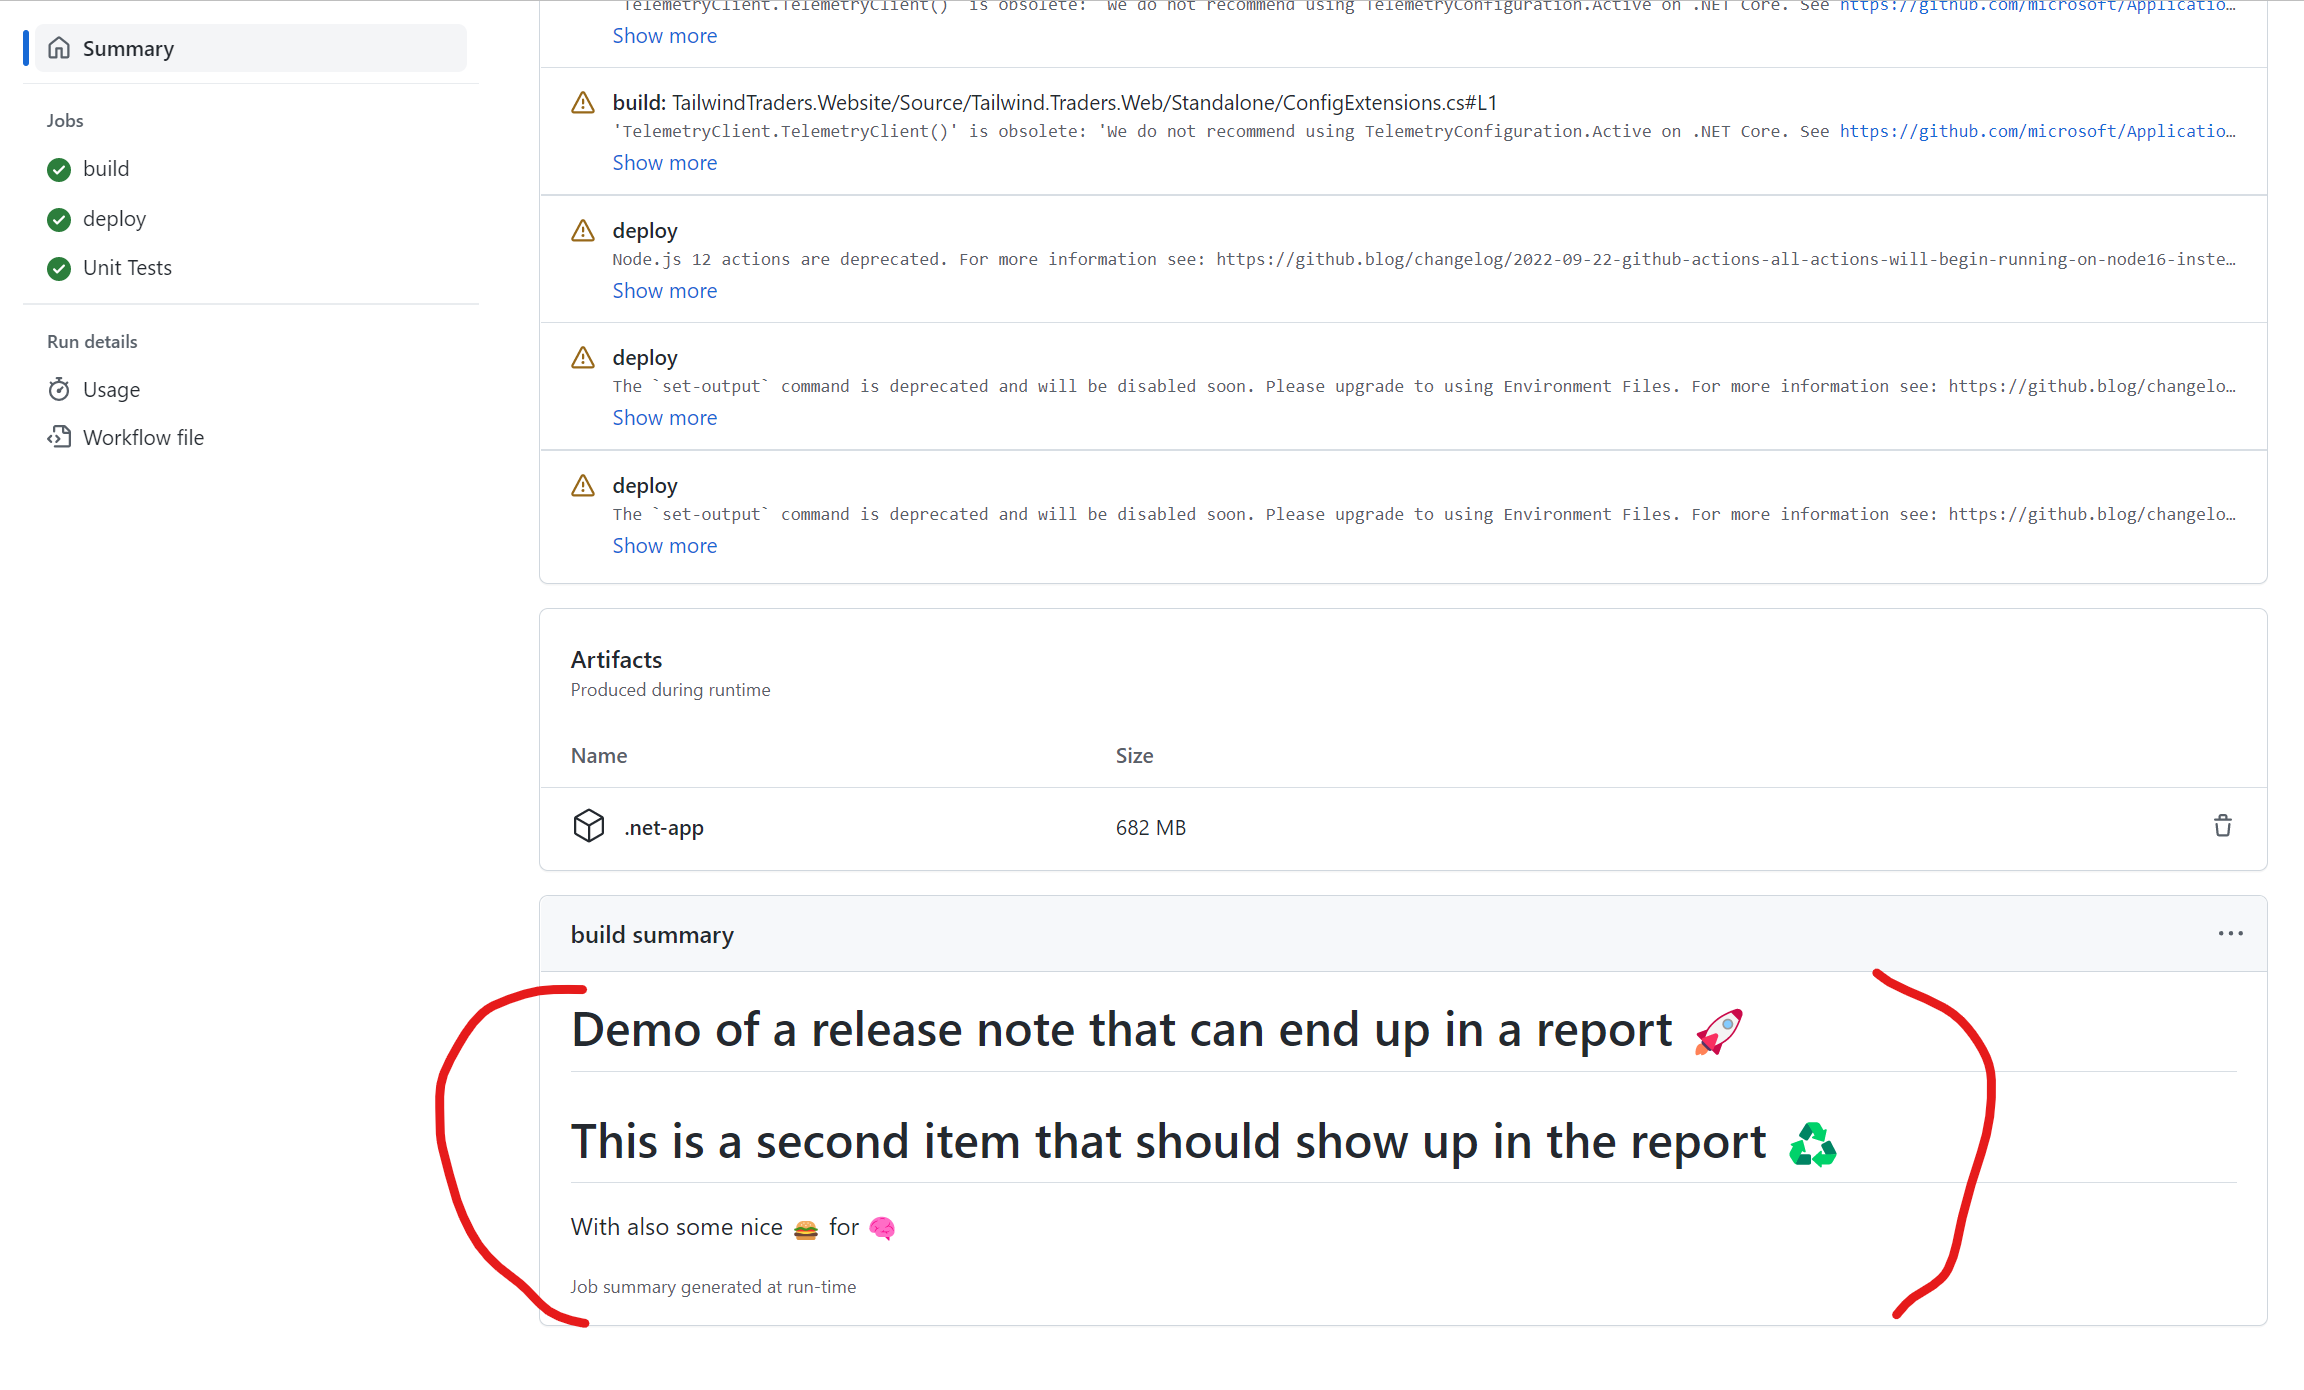 Summary
Jobs
build
deploy
Unit Tests
Run details
Usage
Workflow file
'TelemetryClient.TelemetryClient()' is obsolete: 'We do not recommend using TelemetryConfiguration.Active on .NET Core. See https://github.com/microsoft/Applicatio…
Show more
build: TailwindTraders.Website/Source/Tailwind.Traders.Web/Standalone/ConfigExtensions.cs#L1
'TelemetryClient.TelemetryClient()' is obsolete: 'We do not recommend using TelemetryConfiguration.Active on .NET Core. See https://github.com/microsoft/Applicatio…
Show more
deploy
Node.js 12 actions are deprecated. For more information see: https://github.blog/changelog/2022-09-22-github-actions-all-actions-will-begin-running-on-node16-inste…
Show more
deploy
The `set-output` command is deprecated and will be disabled soon. Please upgrade to using Environment Files. For more information see: https://github.blog/changelo…
Show more
deploy
The `set-output` command is deprecated and will be disabled soon. Please upgrade to using Environment Files. For more information see: https://github.blog/changelo…
Show more
Artifacts
Produced during runtime
Name Size
.net-app 682 MB
build summary
Demo of a release note that can end up in a report 🚀
This is a second item that should show up in the report ♻️
With also some nice 🍔 for 🧠
Job summary generated at run-time